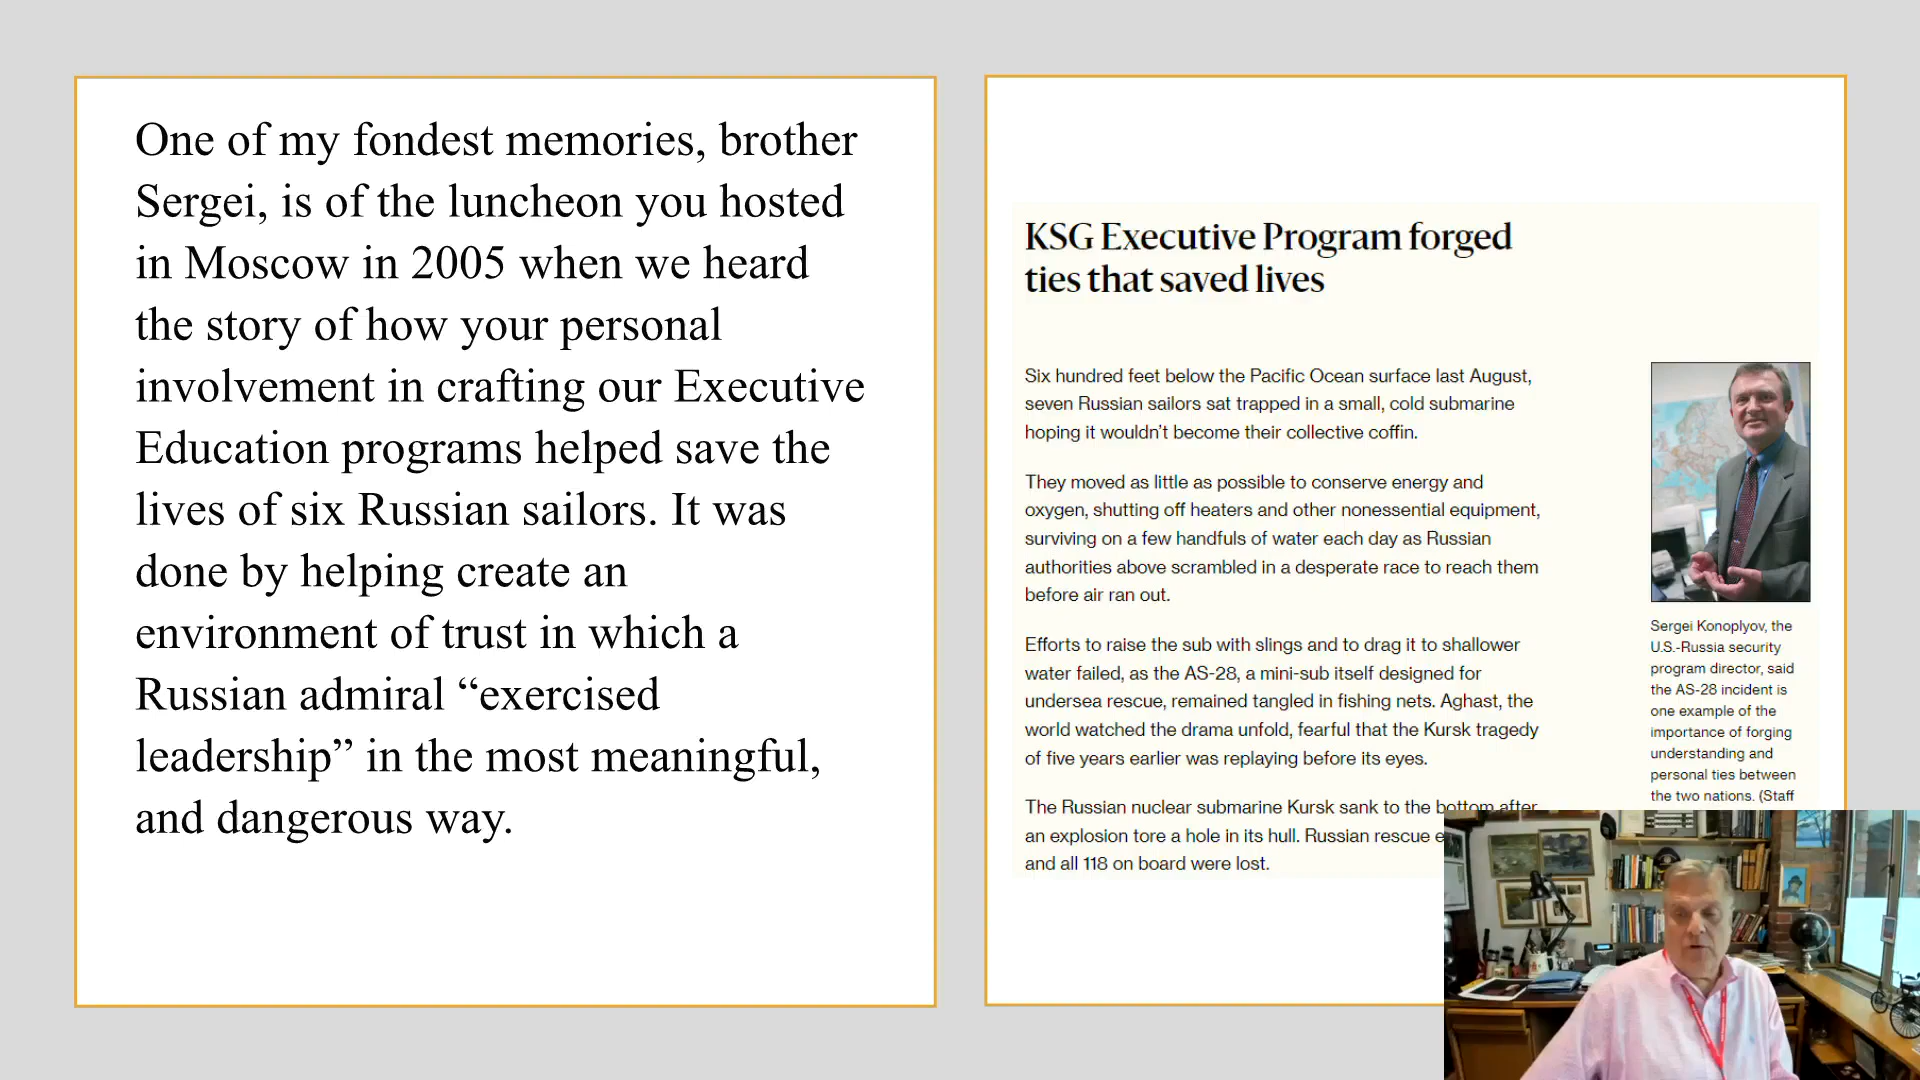 One of my fondest memories, brother
Sergei, is of the luncheon you hosted
in Moscow in 2005 when we heard
the story of how your personal
involvement in crafting our Executive
Education programs helped save the
lives of six Russian sailors. It was
done by helping create an
environment of trust in which a
Russian admiral “exercised
leadership” in the most meaningful,
and dangerous way.
KSG Executive Program forged
ties that saved lives
Six hundred feet below the Pacific Ocean surface last August,
seven Russian sailors sat trapped in a small, cold submarine
hoping it wouldn’t become their collective coffin.
They moved as little as possible to conserve energy and
oxygen, shutting off heaters and other nonessential equipment,
surviving on a few handfuls of water each day as Russian
authorities above scrambled in a desperate race to reach them
before air ran out.
Efforts to raise the sub with slings and to drag it to shallower
water failed, as the AS-28, a mini-sub itself designed for
undersea rescue, remained tangled in fishing nets. Aghast, the
world watched the drama unfold, fearful that the Kursk tragedy
of five years earlier was replaying before its eyes.
The Russian nuclear submarine Kursk sank to the bottom after
an explosion tore a hole in its hull. Russian rescue
and all 118 on board were lost.
Sergei Konoplyov, the
U.S.-Russia security
program director, said
the AS-28 incident is
one example of the
importance of forging
understanding and
personal ties between
the two nations. (Staff